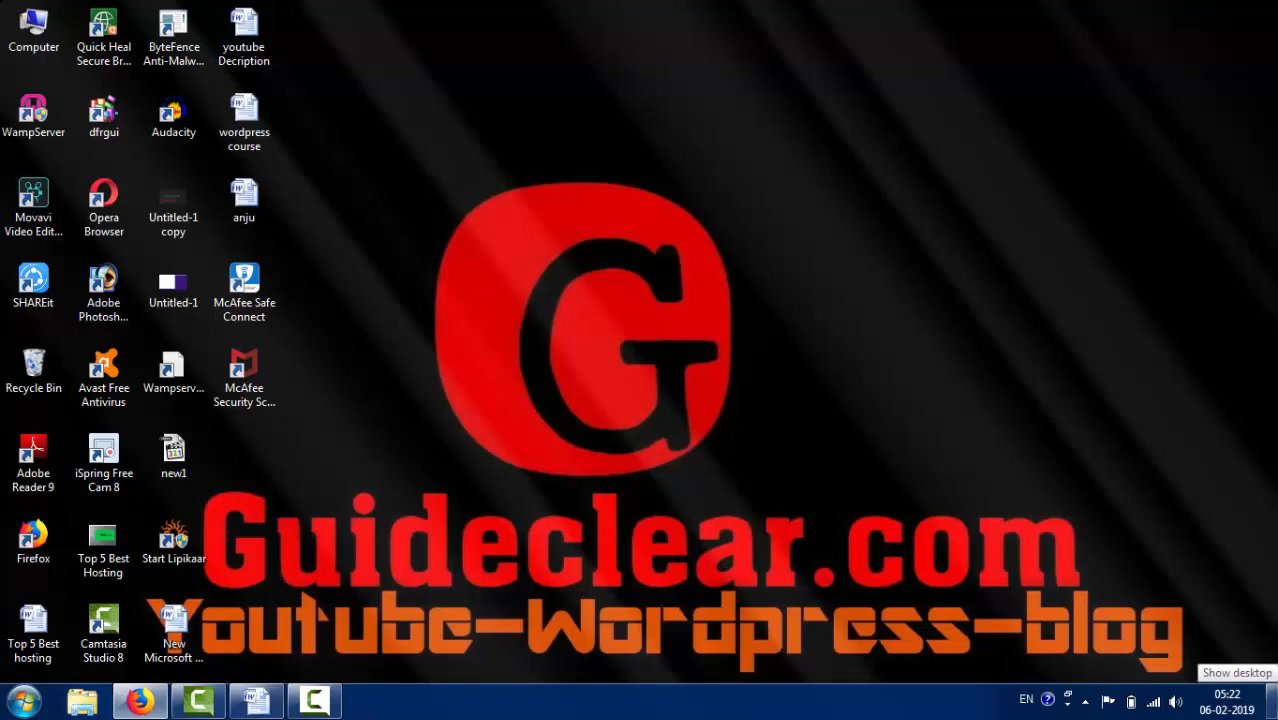 Computer
Quick Heal
Secure Br...
ByteFence
Anti-Malw...
youtube
Decription
WampServer
dfrgui
Audacity
wordpress
course
Movavi
Video Edit...
Opera
Browser
Untitled-1
copy
anju
SHAREit
Adobe
Photosh...
Untitled-1
McAfee Safe
Connect
Recycle Bin
Avast Free
Antivirus
Wampserv...
McAfee
Security Sc...
Adobe
Reader 9
iSpring Free
Cam 8
new1
Firefox
Top 5 Best
Hosting
Start Lipikaar
Top 5 Best
hosting
Camtasia
Studio 8
New
Microsoft ...
G
Guideclear.com
Youtube-Wordpress-blog
Show desktop
EN
05:22
06-02-2019